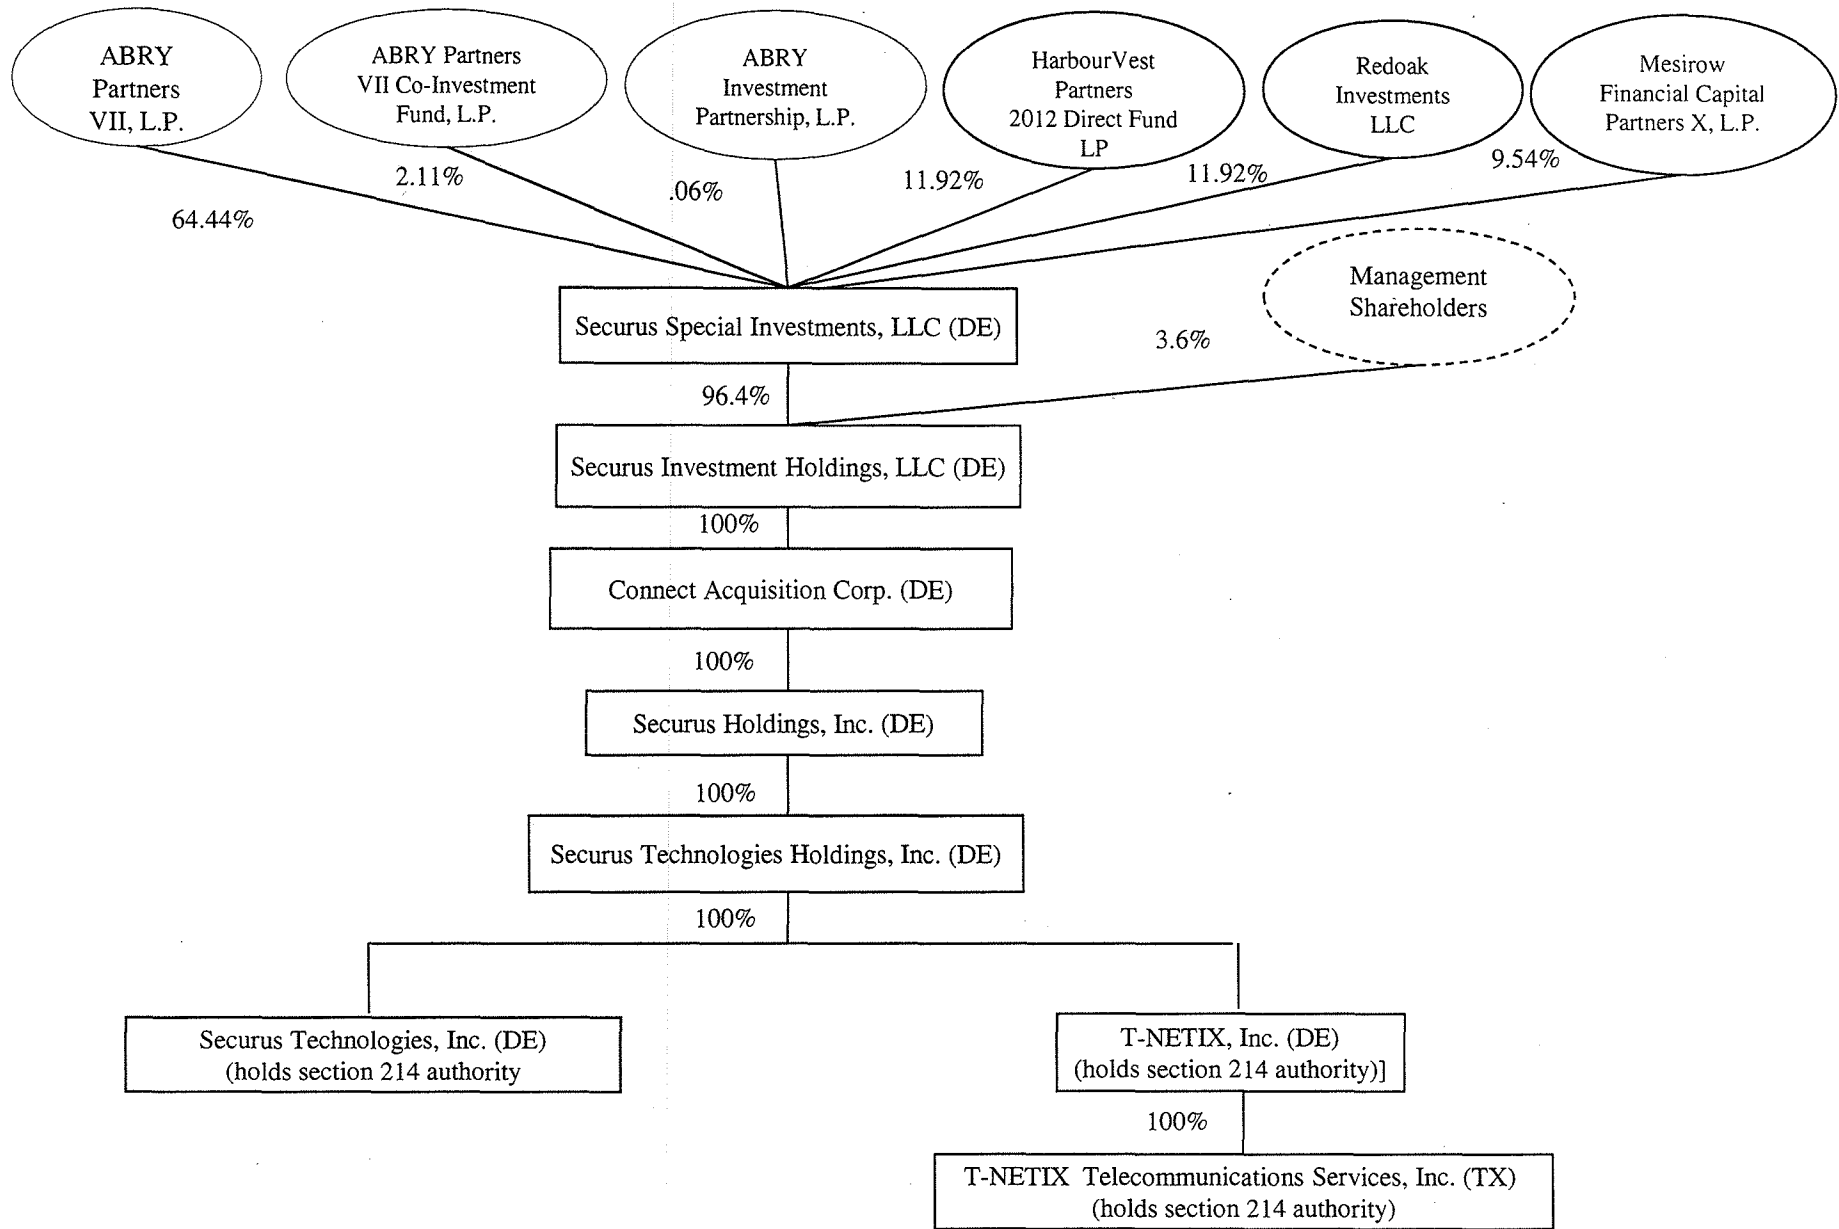 ABRY
Partners
VII, L.P.
ABRY Partners
VII Co-Investment
Fund, L.P.
ABRY
Investment
Partnership, L.P.
HarbourVest
Partners
2012 Direct Fund
LP
Redoak
Investments
LLC
Mesirow
Financial Capital
Partners X, L.P.
64.44%
2.11%
.06%
11.92%
11.92%
9.54%
Management
Shareholders
Securus Special Investments, LLC (DE)
3.6%
96.4%
Securus Investment Holdings, LLC (DE)
100%
Connect Acquisition Corp. (DE)
100%
Securus Holdings, Inc. (DE)
100%
Securus Technologies Holdings, Inc. (DE)
100%
Securus Technologies, Inc. (DE)
(holds section 214 authority
T-NETIX, Inc. (DE)
(holds section 214 authority)]
100%
T-NETIX Telecommunications Services, Inc. (TX)
(holds section 214 authority)